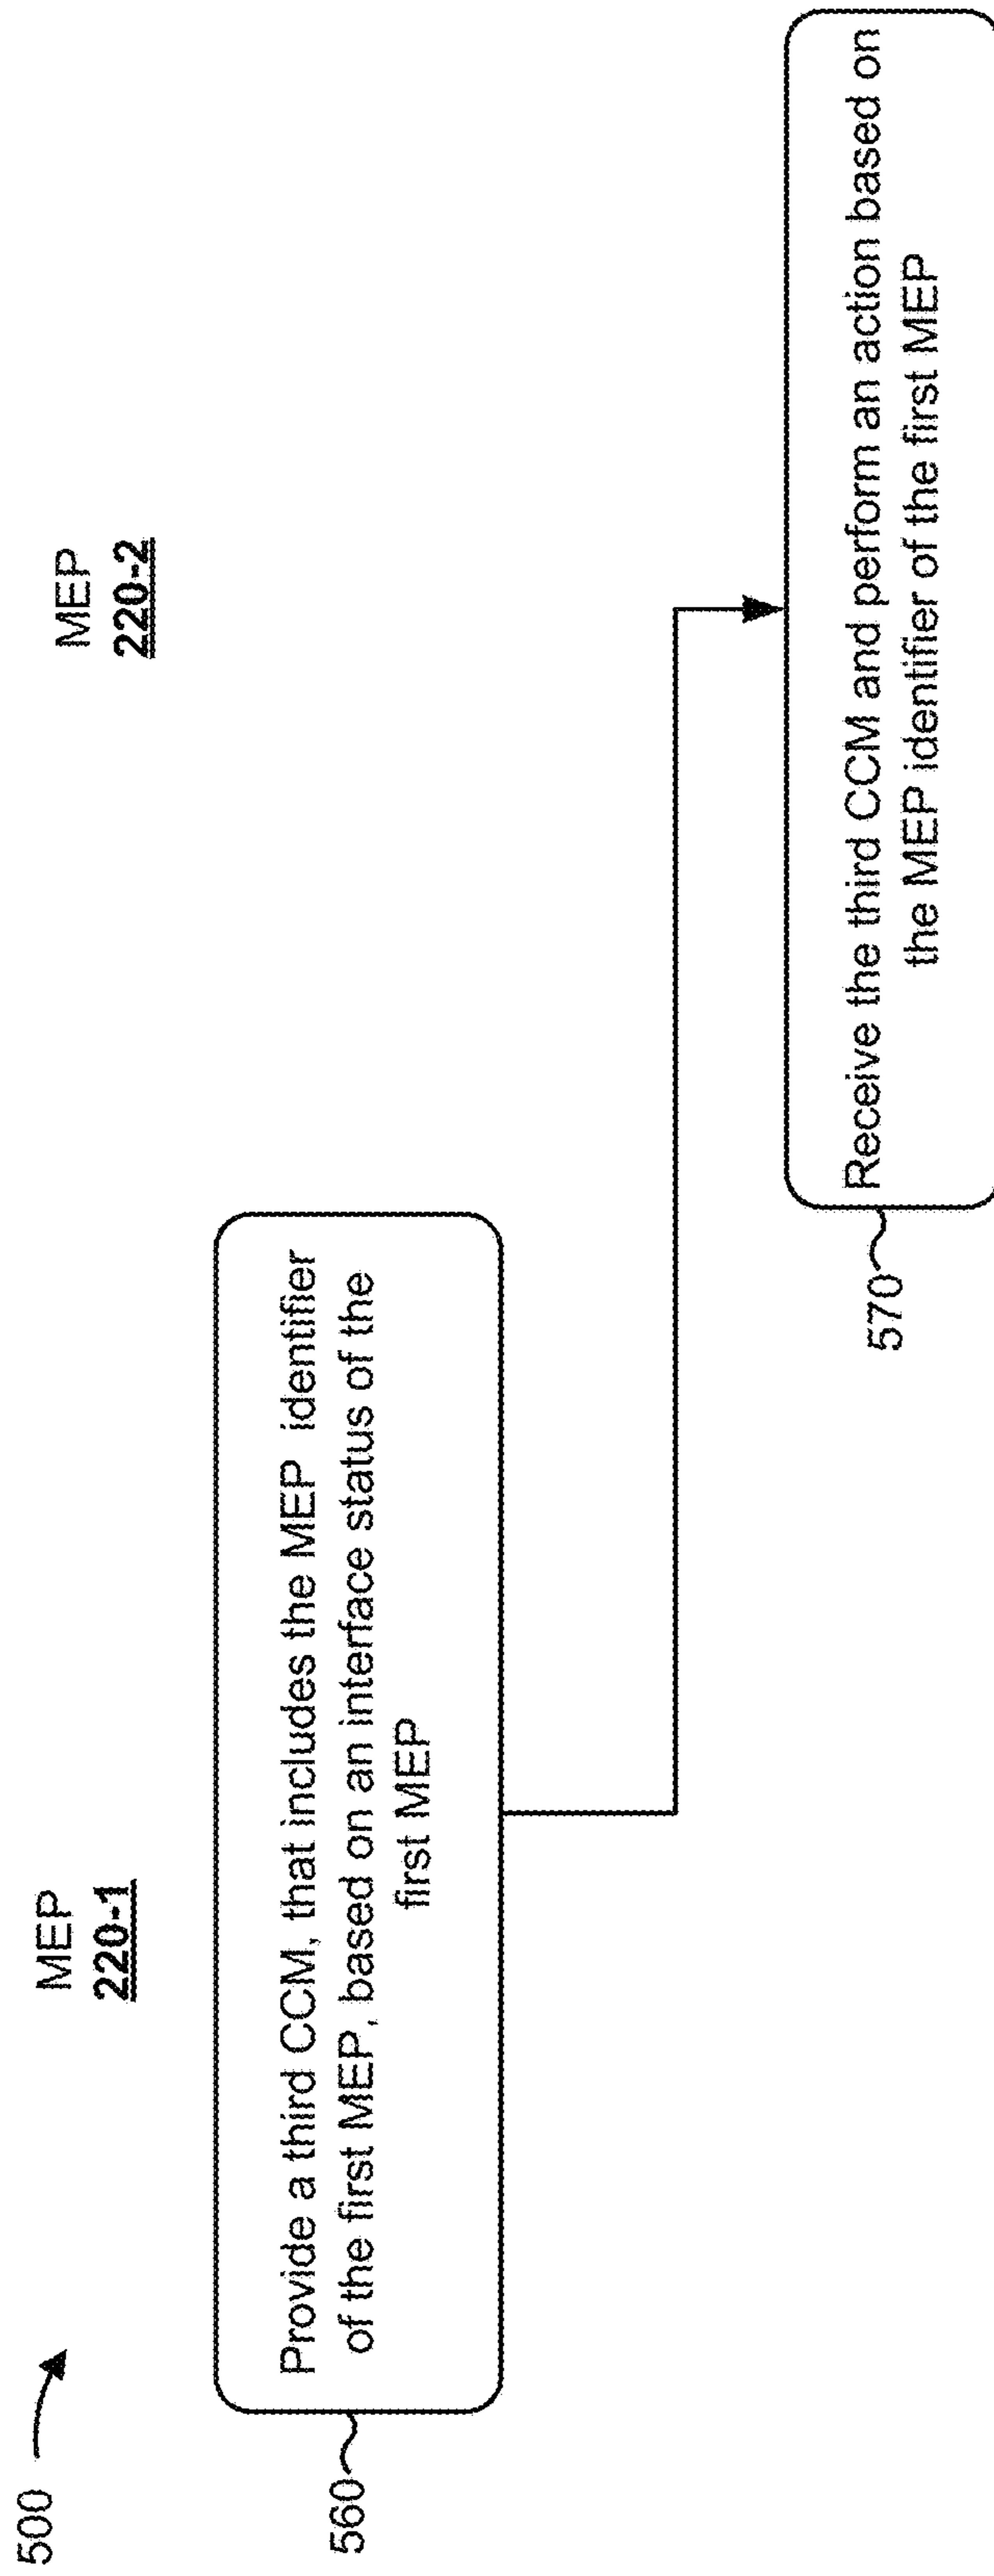 500
MEP
220-1
MEP
220-2
560
Provide a third CCM, that includes the MEP identifier
of the first MEP, based on an interface status of the
first MEP
570
Receive the third CCM and perform an action based on
the MEP identifier of the first MEP